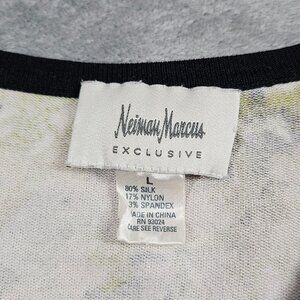 Neiman Marcus
EXCLUSIVE
L
80% SILK
17% NYLON
3% SPANDEX
MADE IN CHINA
RN 93024
CARE SEE REVERSE